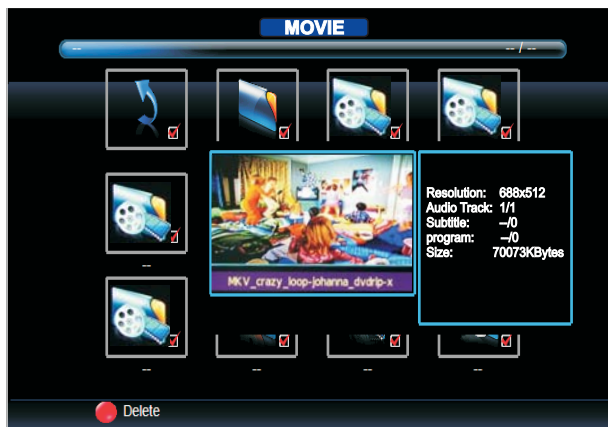 MOVIE
-- -- / --
Resolution: 688x512
Audio Track: 1/1
Subtitle: --/0
program: --/0
Size: 70073KBytes
MKV_crazy_loop-johanna_dvdrip-x
--
-- -- -- --
Delete